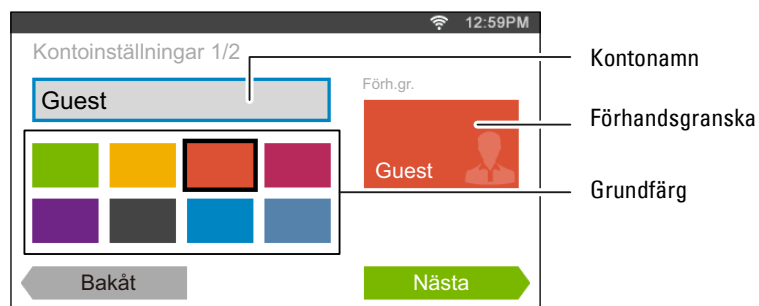 12:59PM
Kontoinställningar 1/2
Kontonamn
Guest
Förh.gr.
Förhandsgranska
Guest
Grundfärg
Bakåt
Nästa